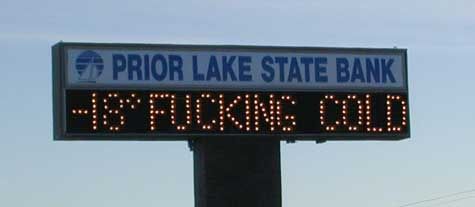 PRIOR LAKE STATE BANK
-18° FUCKING COLD